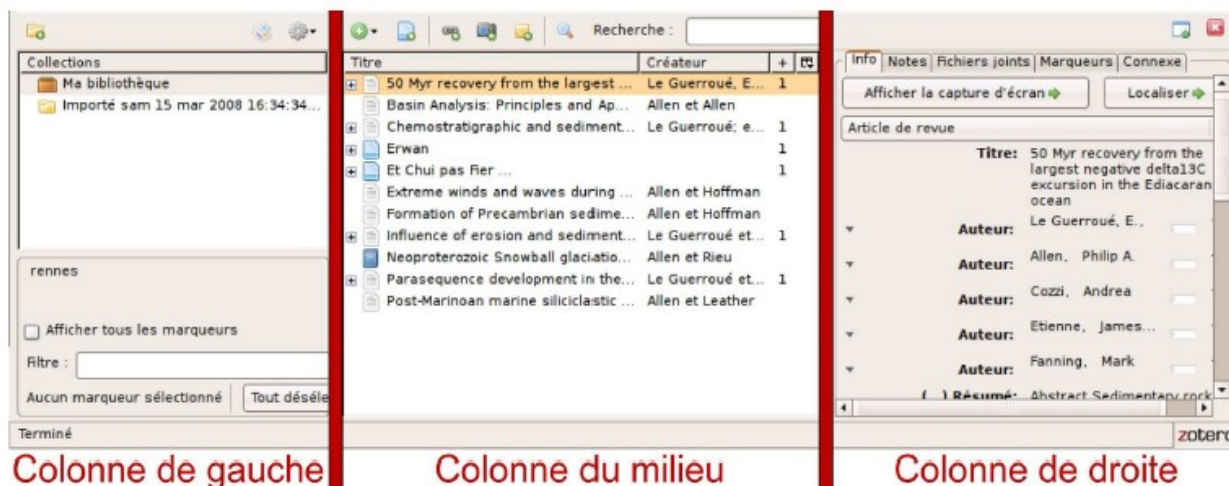 Collections
Ma bibliothèque
Importé sam 15 mar 2008 16:34:34...
rennes
Afficher tous les marqueurs
Filtre :
Aucun marqueur sélectionné Tout déséle
Terminé
Colonne de gauche
Recherche :
Titre Créateur +
50 Myr recovery from the largest ... Le Guerroué, E... 1
Basin Analysis: Principles and Ap... Allen et Allen
Chemostratigraphic and sediment... Le Guerroué; e... 1
Erwan 1
Et Chui pas Fier ... 1
Extreme winds and waves during ... Allen et Hoffman
Formation of Precambrian sedime... Allen et Hoffman
Influence of erosion and sediment... Le Guerroué et... 1
Neoproterozoic Snowball glaciatio... Allen et Rieu
Parasequence development in the... Le Guerroué et... 1
Post-Marinoan marine siliciclastic ... Allen et Leather
Colonne du milieu
Info Notes Fichiers joints Marqueurs Connexe
Afficher la capture d'écran Localiser
Article de revue
Titre: 50 Myr recovery from the
largest negative delta13C
excursion in the Ediacaran
ocean
Auteur: Le Guerroué, E.,
Auteur: Allen, Philip A.
Auteur: Cozzi, Andrea
Auteur: Etienne, James...
Auteur: Fanning, Mark
(...) Résumé: Abstract Sedimentary rock
zotero
Colonne de droite